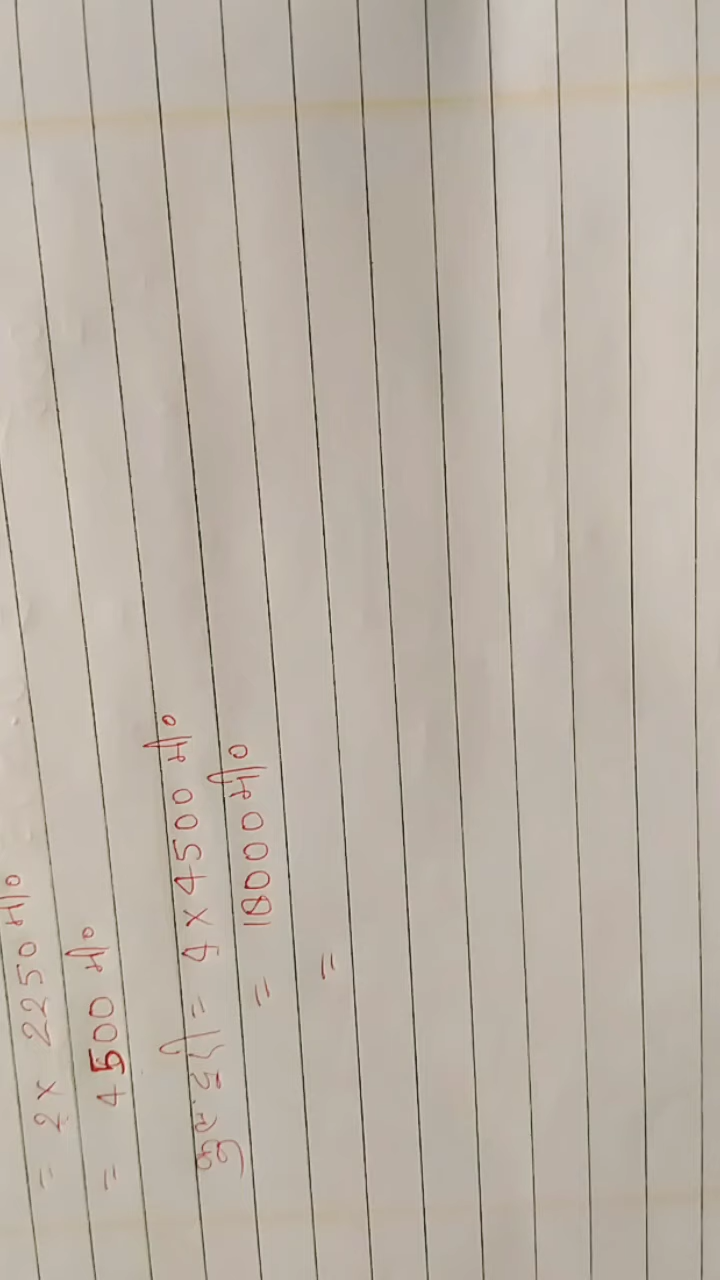 = 2 x 2250 मी०
= 4500 मी०
कुल दूरी = 4 x 4500 मी०
= 18000 मी०
=